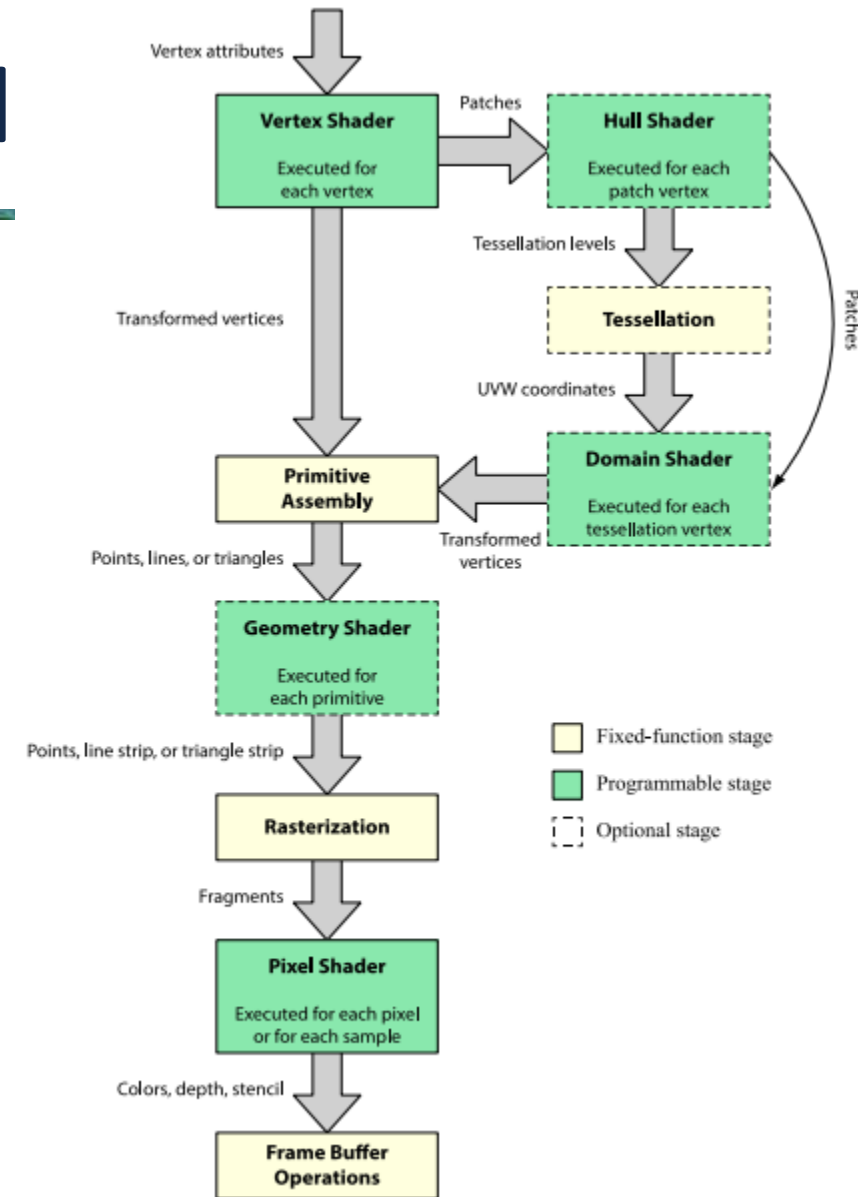 Vertex attributes
Patches
Vertex Shader
Executed for
each vertex
Hull Shader
Executed for each
patch vertex
Tessellation levels
Transformed vertices
Tessellation
Patches
UVW coordinates
Primitive
Assembly
Domain Shader
Executed for each
tessellation vertex
Transformed
vertices
Points, lines, or triangles
Geometry Shader
Executed for
each primitive
Points, line strip, or triangle strip
Fixed-function stage
Programmable stage
Optional stage
Rasterization
Fragments
Pixel Shader
Executed for each pixel
or for each sample
Colors, depth, stencil
Frame Buffer
Operations